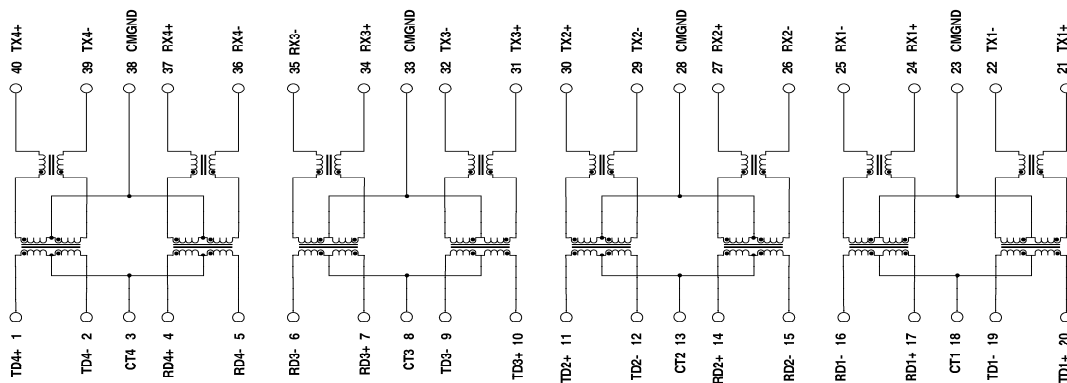 40 TX4+
39 TX4-
38 CMGND
37 RX4+
36 RX4-
35 RX3-
34 RX3+
33 CMGND
32 TX3-
31 TX3+
30 TX2+
29 TX2-
28 CMGND
27 RX2+
26 RX2-
25 RX1-
24 RX1+
23 CMGND
22 TX1-
21 TX1+
TD4+ 1
TD4- 2
CT4 3
RD4+ 4
RD4- 5
RD3- 6
RD3+ 7
CT3 8
TD3- 9
TD3+ 10
TD2+ 11
TD2- 12
CT2 13
RD2+ 14
RD2- 15
RD1- 16
RD1+ 17
CT1 18
TD1- 19
TD1+ 20